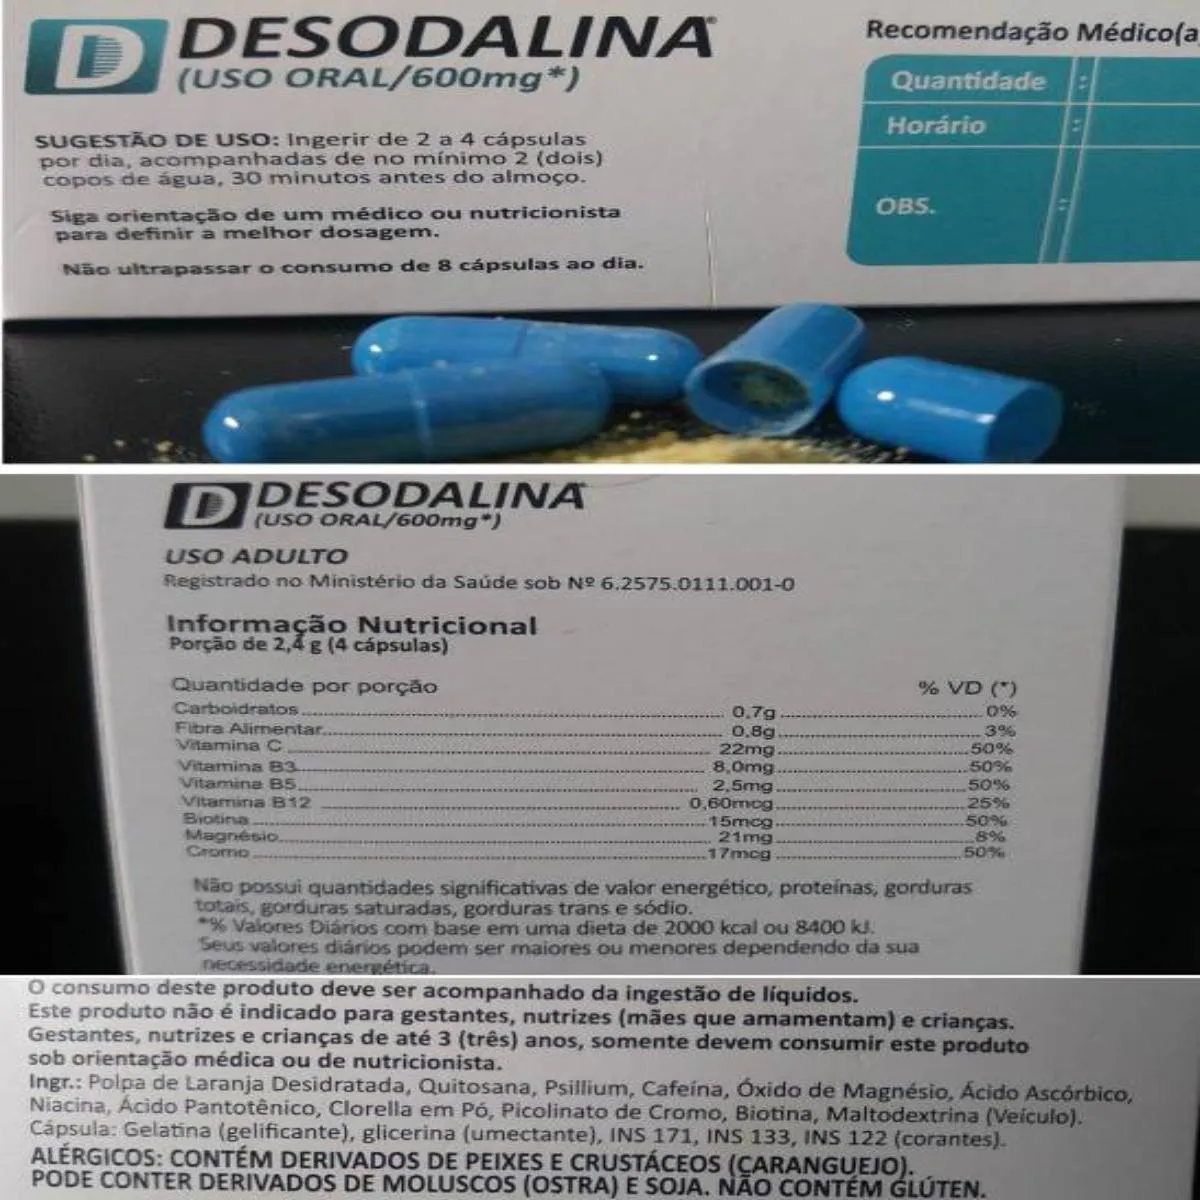 D DESODALINA®
(USO ORAL/600mg*)
SUGESTÃO DE USO: Ingerir de 2 a 4 cápsulas
por dia, acompanhadas de no mínimo 2 (dois)
copos de água, 30 minutos antes do almoço.
Siga orientação de um médico ou nutricionista
para definir a melhor dosagem.
Não ultrapassar o consumo de 8 cápsulas ao dia.
Recomendação Médico(a
Quantidade :
Horário :
OBS. :
D DESODALINA
(USO ORAL/600mg*)
USO ADULTO
Registrado no Ministério da Saúde sob Nº 6.2575.0111.001-0
Informação Nutricional
Porção de 2,4 g (4 cápsulas)
Quantidade por porção % VD (*)
Carboidratos 0,7g 0%
Fibra Alimentar 0,8g 3%
Vitamina C 22mg 50%
Vitamina B3 8,0mg 50%
Vitamina B5 2,5mg 50%
Vitamina B12 0,60mcg 25%
Biotina 15mcg 50%
Magnésio 21mg 8%
Cromo 17mcg 50%
Não possui quantidades significativas de valor energético, proteínas, gorduras
totais, gorduras saturadas, gorduras trans e sódio.
*% Valores Diários com base em uma dieta de 2000 kcal ou 8400 kJ.
Seus valores diários podem ser maiores ou menores dependendo da sua
necessidade energética.
O consumo deste produto deve ser acompanhado da ingestão de líquidos.
Este produto não é indicado para gestantes, nutrizes (mães que amamentam) e crianças.
Gestantes, nutrizes e crianças de até 3 (três) anos, somente devem consumir este produto
sob orientação médica ou de nutricionista.
Ingr.: Polpa de Laranja Desidratada, Quitosana, Psillium, Cafeína, Óxido de Magnésio, Ácido Ascórbico,
Niacina, Ácido Pantotênico, Clorella em Pó, Picolinato de Cromo, Biotina, Maltodextrina (Veículo).
Cápsula: Gelatina (gelificante), glicerina (umectante), INS 171, INS 133, INS 122 (corantes).
ALÉRGICOS: CONTÉM DERIVADOS DE PEIXES E CRUSTÁCEOS (CARANGUEJO).
PODE CONTER DERIVADOS DE MOLUSCOS (OSTRA) E SOJA. NÃO CONTÉM GLÚTEN.